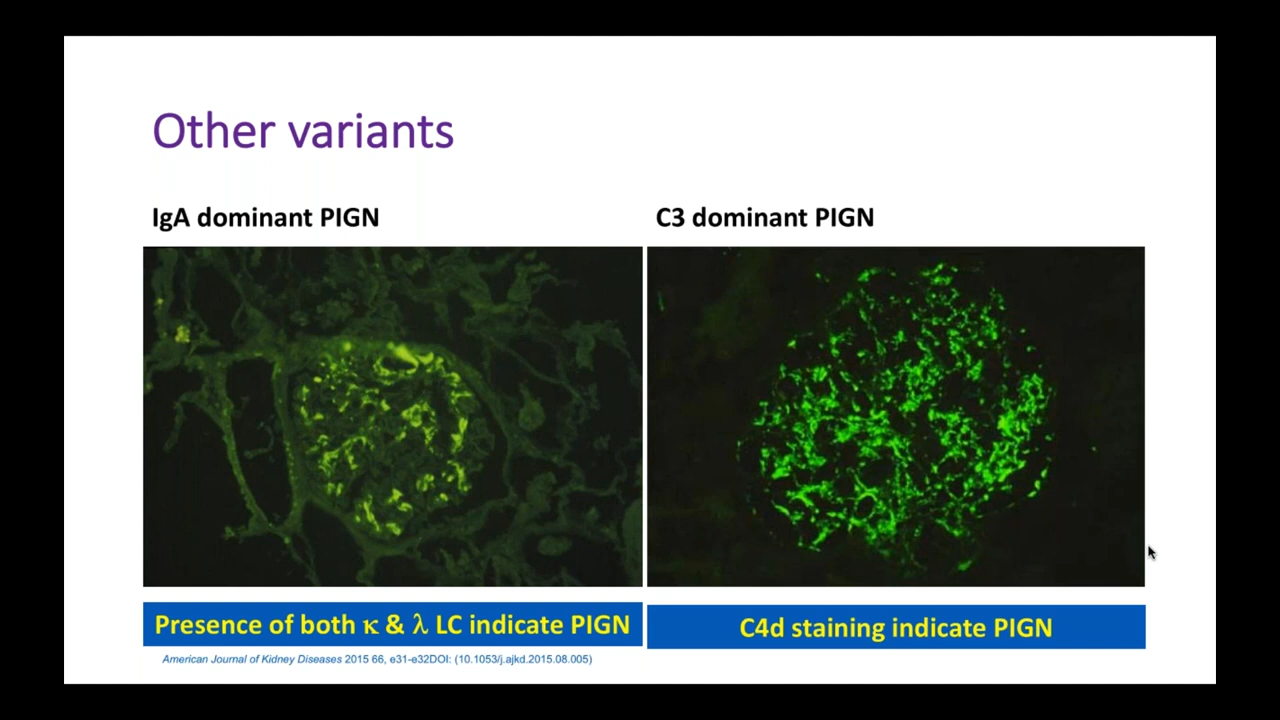 Other variants
IgA dominant PIGN
C3 dominant PIGN
Presence of both κ & λ LC indicate PIGN
C4d staining indicate PIGN
American Journal of Kidney Diseases 2015 66, e31-e32DOI: (10.1053/j.ajkd.2015.08.005)